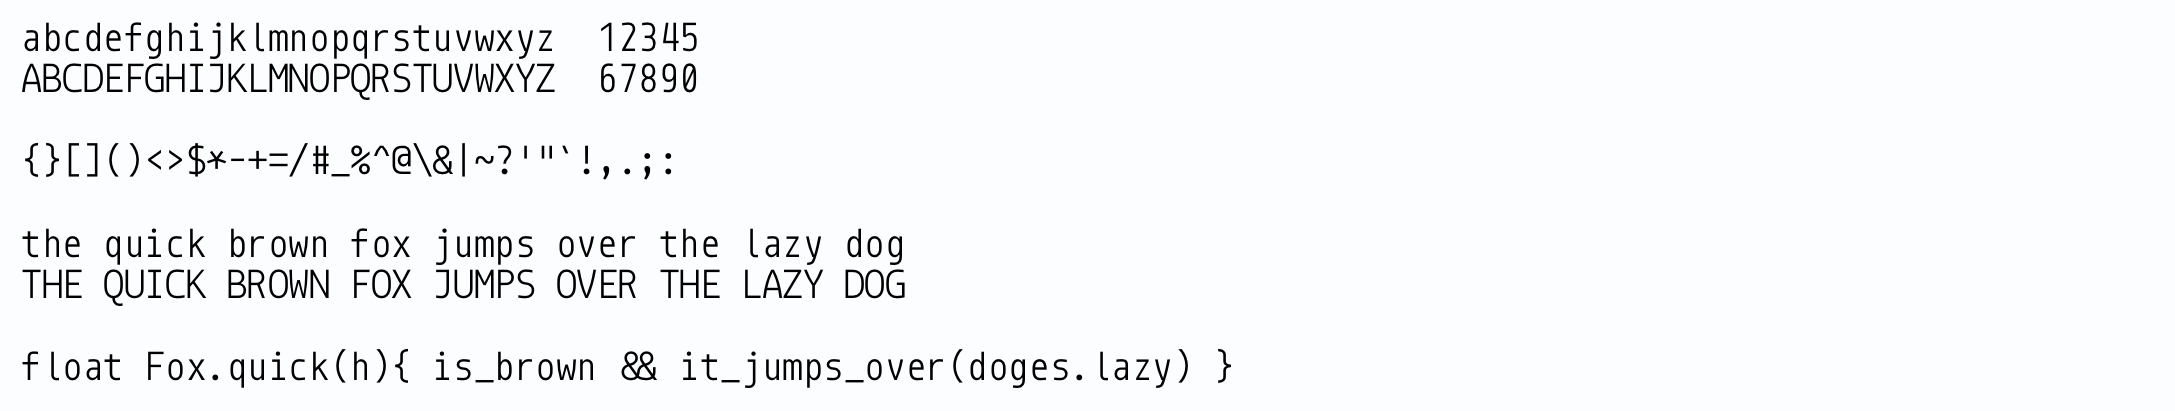 abcdefghijklmnopqrstuvwxyz  12345
ABCDEFGHIJKLMNOPQRSTUVWXYZ  67890
{}[]()<>$*-+=/#_%^@\&|~?'"`!,.;:
the quick brown fox jumps over the lazy dog
THE QUICK BROWN FOX JUMPS OVER THE LAZY DOG
float Fox.quick(h){ is_brown && it_jumps_over(doges.lazy) }